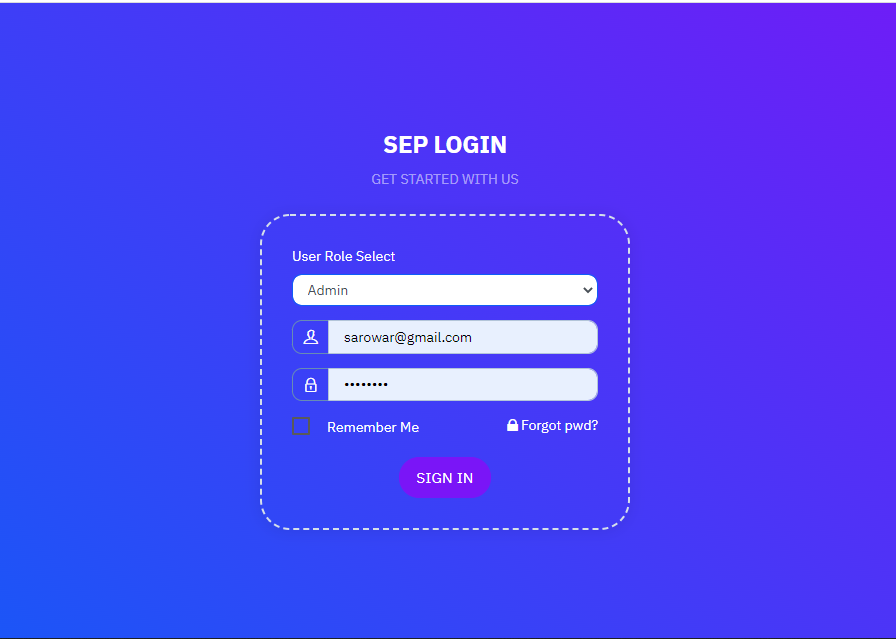 SEP LOGIN
GET STARTED WITH US
User Role Select
Admin
sarowar@gmail.com
••••••••
Remember Me
Forgot pwd?
SIGN IN